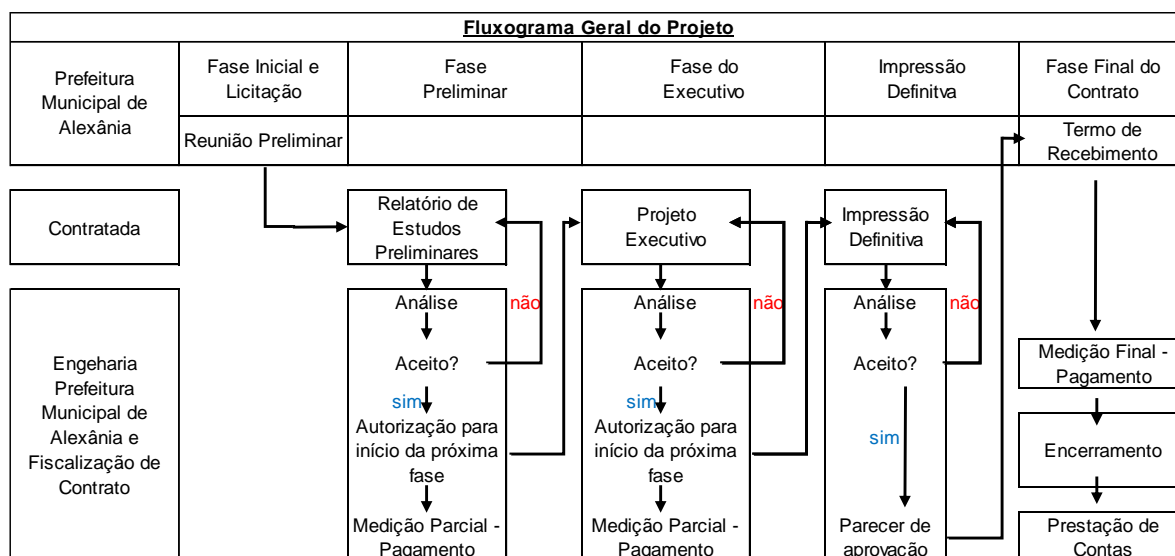 Fluxograma Geral do Projeto
Prefeitura
Municipal de
Alexânia
Fase Inicial e
Licitação
Fase
Preliminar
Fase do
Executivo
Impressão
Definitva
Fase Final do
Contrato
Reunião Preliminar
Termo de
Recebimento
Contratada
Relatório de
Estudos
Preliminares
Projeto
Executivo
Impressão
Definitiva
Engeharia
Prefeitura
Municipal de
Alexânia e
Fiscalização de
Contrato
Análise
não
Aceito?
sim
Autorização para
início da próxima
fase
Medição Parcial -
Pagamento
Análise
não
Aceito?
sim
Autorização para
início da próxima
fase
Medição Parcial -
Pagamento
Análise
não
Aceito?
sim
Parecer de
aprovação
Medição Final -
Pagamento
Encerramento
Prestação de
Contas